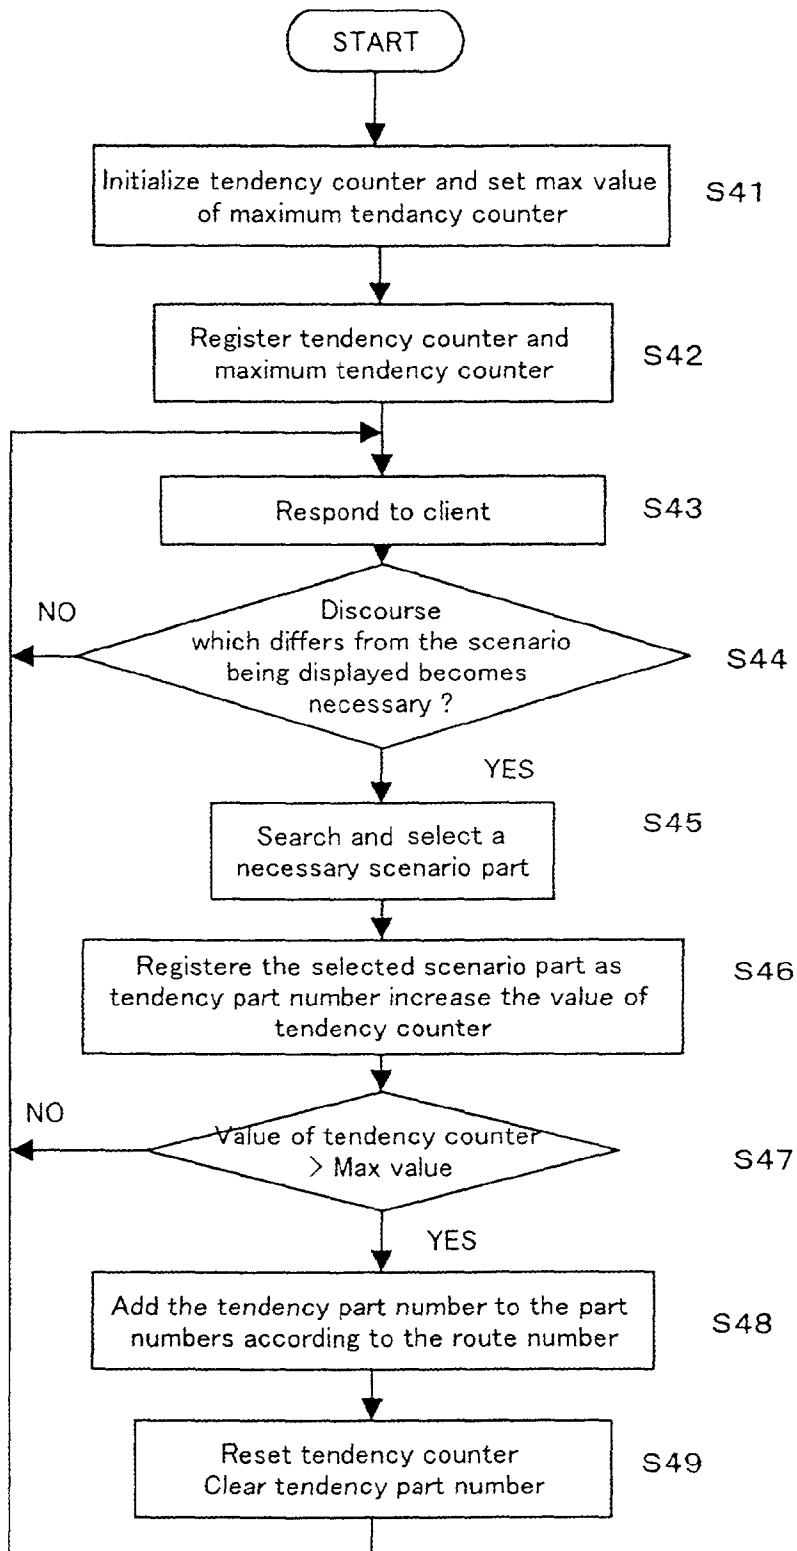 START
Initialize tendency counter and set max value
of maximum tendancy counter
S41
Register tendency counter and
maximum tendency counter
S42
Respond to client
S43
NO
Discourse
which differs from the scenario
being displayed becomes
necessary ?
S44
YES
Search and select a
necessary scenario part
S45
Registere the selected scenario part as
tendency part number increase the value of
tendency counter
S46
NO
Value of tendency counter
> Max value
S47
YES
Add the tendency part number to the part
numbers according to the route number
S48
Reset tendency counter
Clear tendency part number
S49